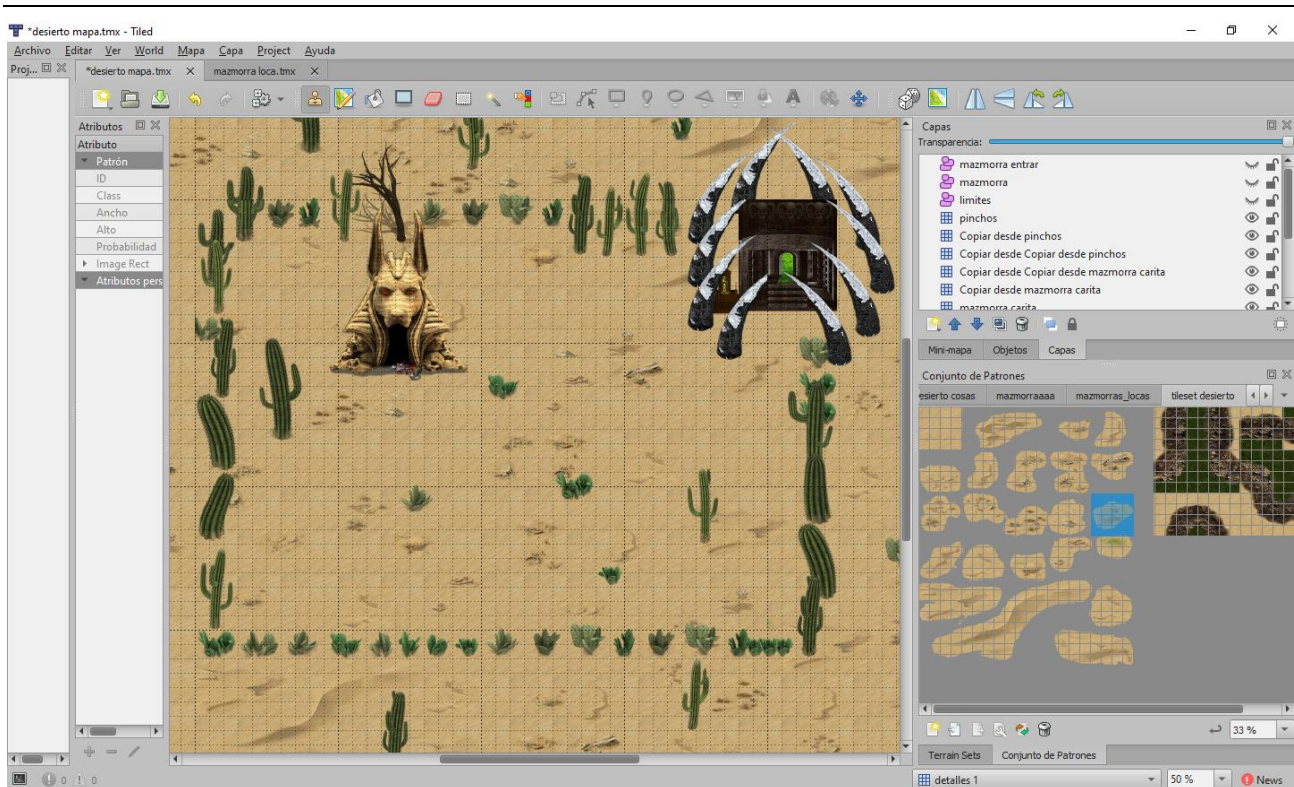 *desierto mapa.tmx - Tiled
Archivo Editar Ver World Mapa Capa Project Ayuda
Proj...
*desierto mapa.tmx
mazmorra loca.tmx
Atributos
Atributo
Patrón
ID
Class
Ancho
Alto
Probabilidad
Image Rect
Atributos pers
Capas
Transparencia:
mazmorra entrar
mazmorra
limites
pinchos
Copiar desde pinchos
Copiar desde Copiar desde pinchos
Copiar desde Copiar desde mazmorra carita
Copiar desde mazmorra carita
mazmorra carita
Mini-mapa Objetos Capas
Conjunto de Patrones
esierto cosas mazmorraaaa mazmorras_locas tileset desierto
33 %
Terrain Sets Conjunto de Patrones
0 0
detalles 1 50 % News